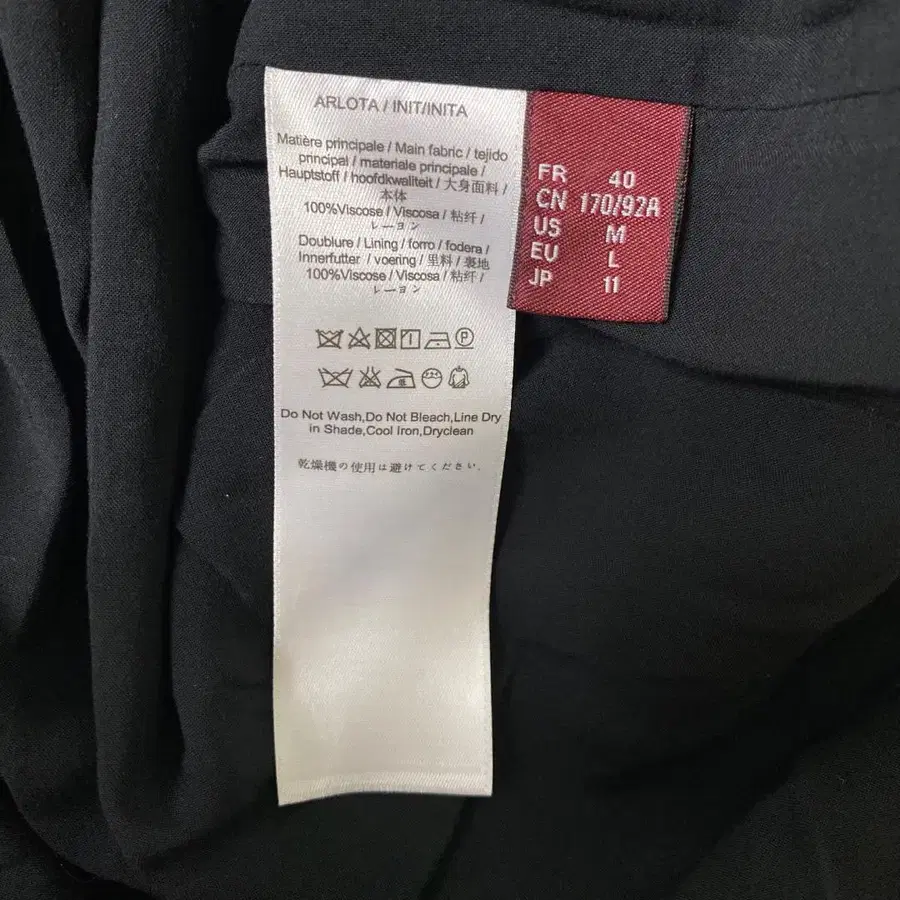 ARLOTA / INIT/INITA
Matière principale / Main fabric / tejido
principal / materiale principale /
Hauptstoff / hoofdkwaliteit / 大身面料 /
本体
100%Viscose / Viscosa / 粘纤 /
レーヨン
Doublure / Lining / forro / fodera /
Innerfutter / voering / 里料 / 裏地
100%Viscose / Viscosa / 粘纤 /
レーヨン
Do Not Wash,Do Not Bleach,Line Dry
in Shade,Cool Iron,Dryclean
乾燥機の使用は避けてください.
FR 40
CN 170/92A
US M
EU L
JP 11